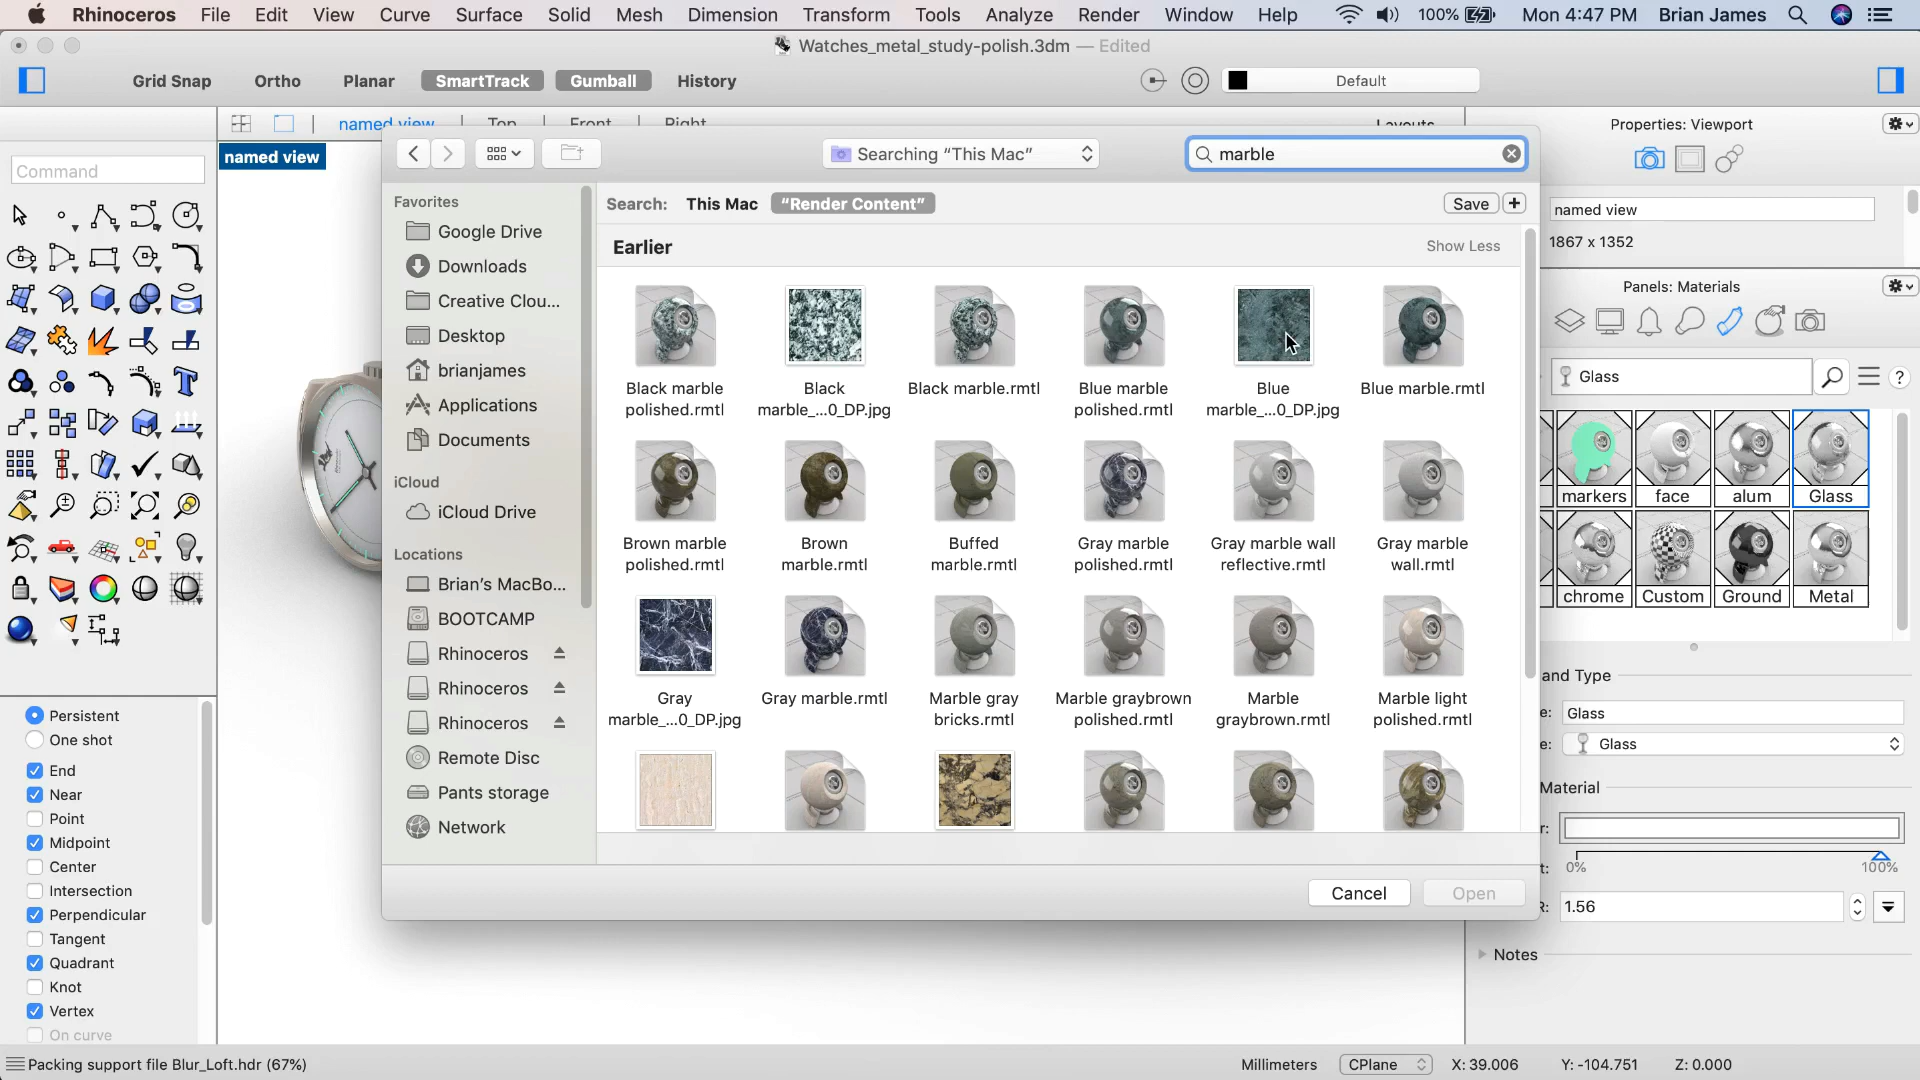 Rhinoceros File Edit View Curve Surface Solid Mesh Dimension Transform Tools Analyze Render Window Help 100% Mon 4:47 PM Brian James
Watches_metal_study-polish.3dm — Edited
Grid Snap Ortho Planar SmartTrack Gumball History Default
named view Top Front Right Layouts
Properties: Viewport
named view
Command
Searching “This Mac”
marble
Search: This Mac “Render Content” Save +
Earlier Show Less
Favorites
Google Drive
Downloads
Creative Clou...
Desktop
brianjames
Applications
Documents
iCloud
iCloud Drive
Locations
Brian’s MacBo...
BOOTCAMP
Rhinoceros
Rhinoceros
Rhinoceros
Remote Disc
Pants storage
Network
Black marble
polished.rmtl
Black
marble_...0_DP.jpg
Black marble.rmtl
Blue marble
polished.rmtl
Blue
marble_...0_DP.jpg
Blue marble.rmtl
Brown marble
polished.rmtl
Brown
marble.rmtl
Buffed
marble.rmtl
Gray marble
polished.rmtl
Gray marble wall
reflective.rmtl
Gray marble
wall.rmtl
Gray
marble_...0_DP.jpg
Gray marble.rmtl
Marble gray
bricks.rmtl
Marble graybrown
polished.rmtl
Marble
graybrown.rmtl
Marble light
polished.rmtl
Cancel Open
named view
1867 x 1352
Panels: Materials
Glass
?
markers face alum Glass
chrome Custom Ground Metal
and Type
e: Glass
e: Glass
Material
r:
t: 0% 100%
R: 1.56
Notes
Persistent
One shot
End
Near
Point
Midpoint
Center
Intersection
Perpendicular
Tangent
Quadrant
Knot
Vertex
On curve
Packing support file Blur_Loft.hdr (67%)
Millimeters CPlane X: 39.006 Y: -104.751 Z: 0.000